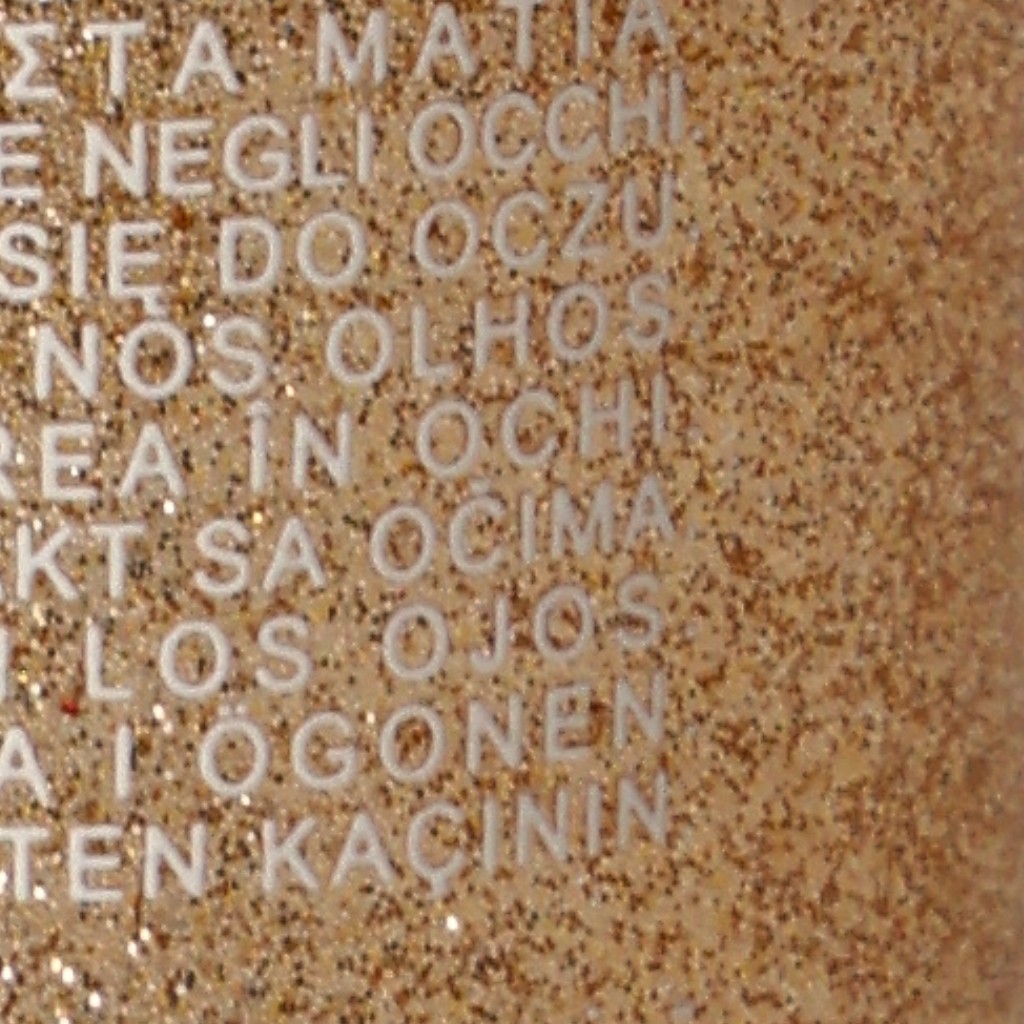 ΣΤΑ ΜΑΤΙΑ
E NEGLI OCCHI.
SIĘ DO OCZU.
NOS OLHOS
REA ÎN OCHI
AKT SA OČIMA.
LOS OJOS
A I ÖGONEN
TEN KAÇININ